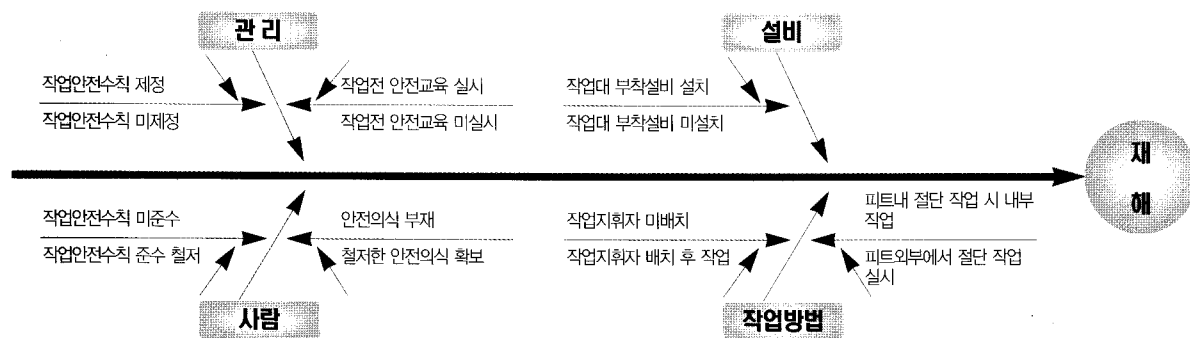 관 리
설비
작업안전수칙 제정
작업안전수칙 미제정
작업전 안전교육 실시
작업전 안전교육 미실시
작업대 부착설비 설치
작업대 부착설비 미설치
재
해
작업안전수칙 미준수
작업안전수칙 준수 철저
안전의식 부재
철저한 안전의식 확보
작업지휘자 미배치
작업지휘자 배치 후 작업
피트내 절단 작업 시 내부
작업
피트외부에서 절단 작업
실시
사람
작업방법